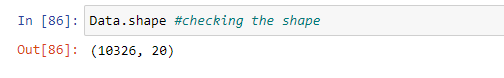 In [86]: Data.shape #checking the shape
Out[86]: (10326, 20)